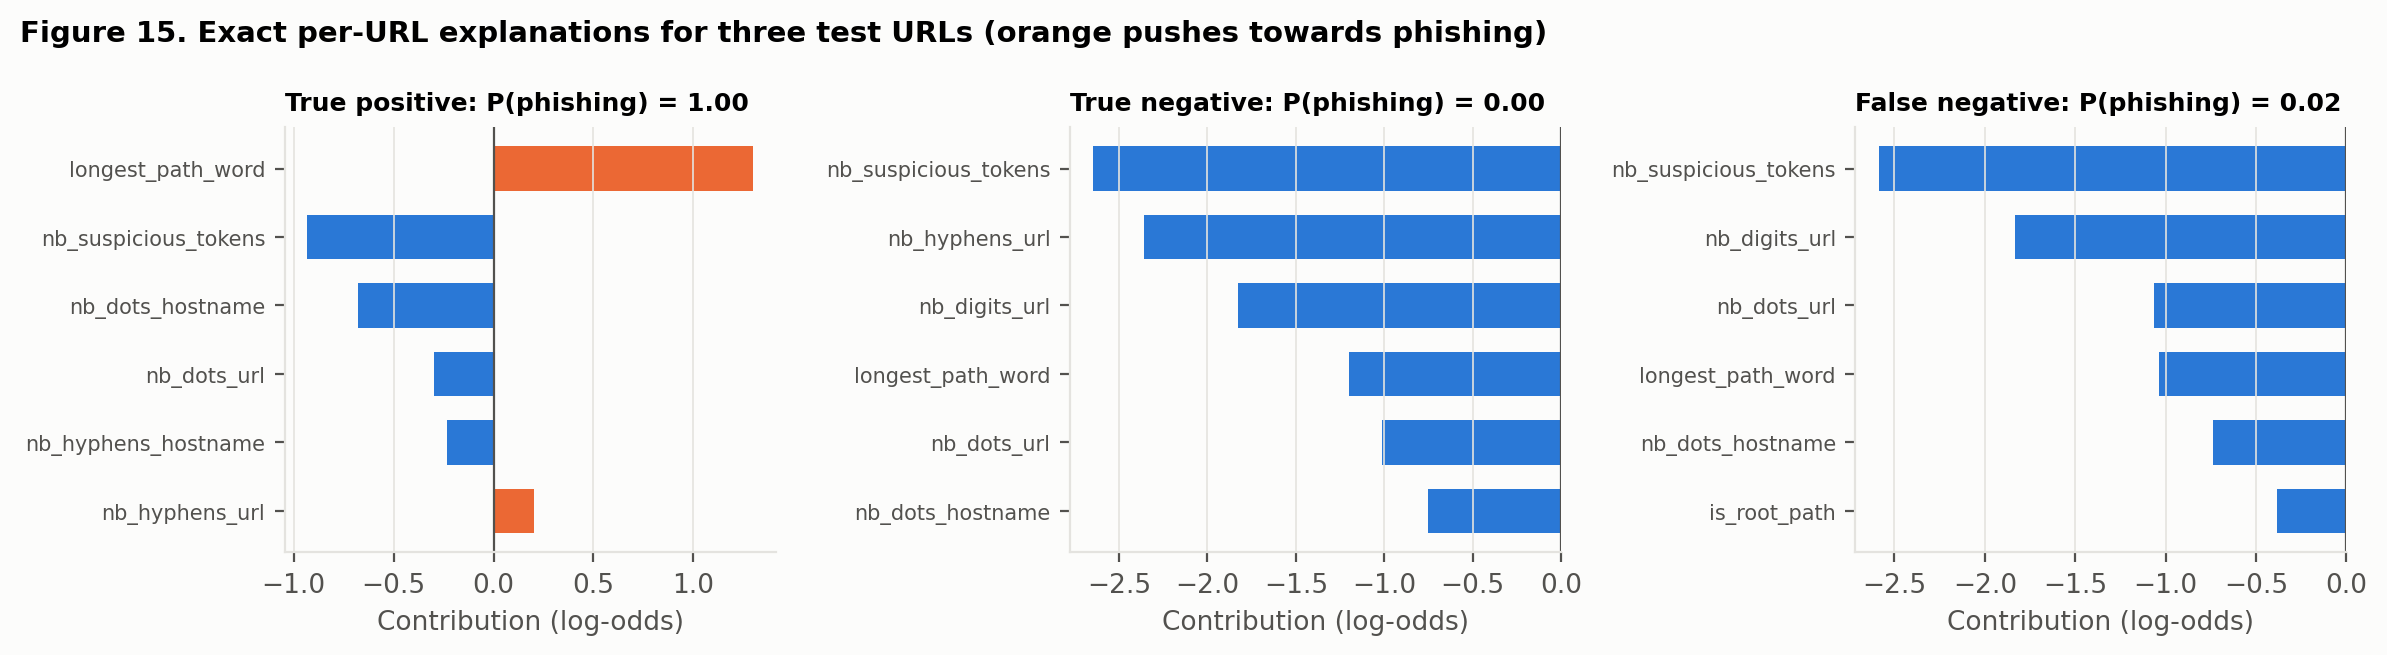 Figure 15. Exact per-URL explanations for three test URLs (orange pushes towards phishing)
True positive: P(phishing) = 1.00
longest_path_word
nb_suspicious_tokens
nb_dots_hostname
nb_dots_url
nb_hyphens_hostname
nb_hyphens_url
−1.0 −0.5 0.0 0.5 1.0
Contribution (log-odds)
True negative: P(phishing) = 0.00
nb_suspicious_tokens
nb_hyphens_url
nb_digits_url
longest_path_word
nb_dots_url
nb_dots_hostname
−2.5 −2.0 −1.5 −1.0 −0.5 0.0
Contribution (log-odds)
False negative: P(phishing) = 0.02
nb_suspicious_tokens
nb_digits_url
nb_dots_url
longest_path_word
nb_dots_hostname
is_root_path
−2.5 −2.0 −1.5 −1.0 −0.5 0.0
Contribution (log-odds)